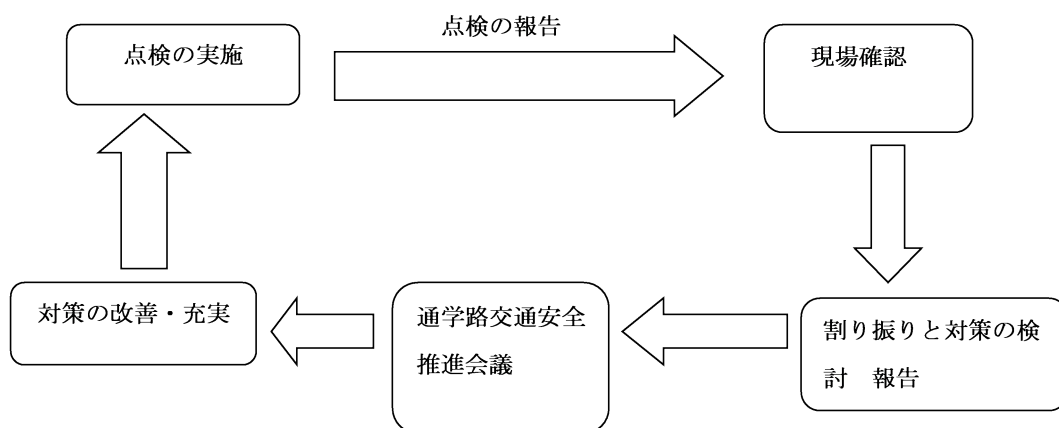 点検の実施
点検の報告
現場確認
割り振りと対策の検
討　報告
通学路交通安全
推進会議
対策の改善・充実